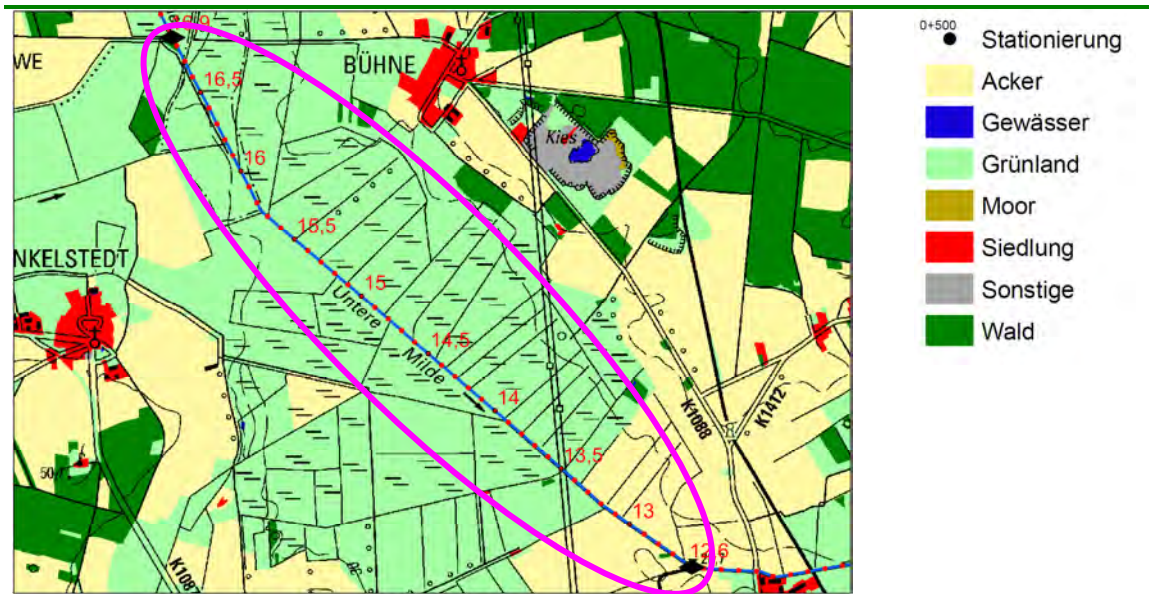 16,5
BÜHNE
WE
Kies
16
15,5
NKELSTEDT
15
Untere
14,5
Milde
14
K1088
K1412
13,5
13
12,6
K1087
0+500
Stationierung
Acker
Gewässer
Grünland
Moor
Siedlung
Sonstige
Wald